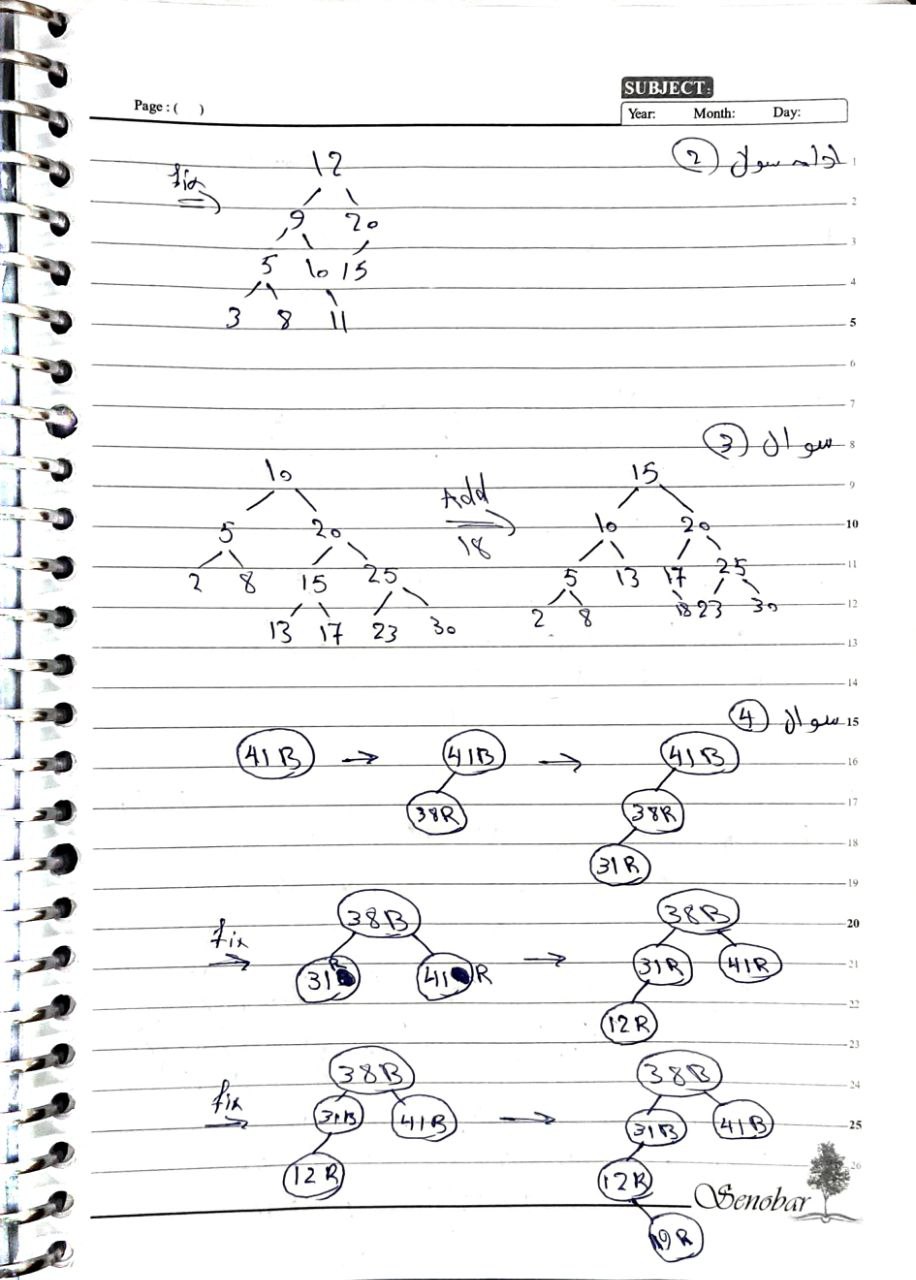 SUBJECT:
Page : ( )
Year: Month: Day:
ادامه سوال ②
fix
12
9 20
5 10 15
3 8 11
سوال ③
10 Add 18 15
5 20 10 20
2 8 15 25 5 13 17 25
13 17 23 30 2 8 18 23 30
سوال ④
41B 41B 41B
38R 38R
31R
fix 38B 38B
31R 41R 31R 41R
12R
fix 38B 38B
31B 41B 31B 41B
12R 12R
19R
Senobar
1
2
3
4
5
6
7
8
9
10
11
12
13
14
15
16
17
18
19
20
21
22
23
24
25
26